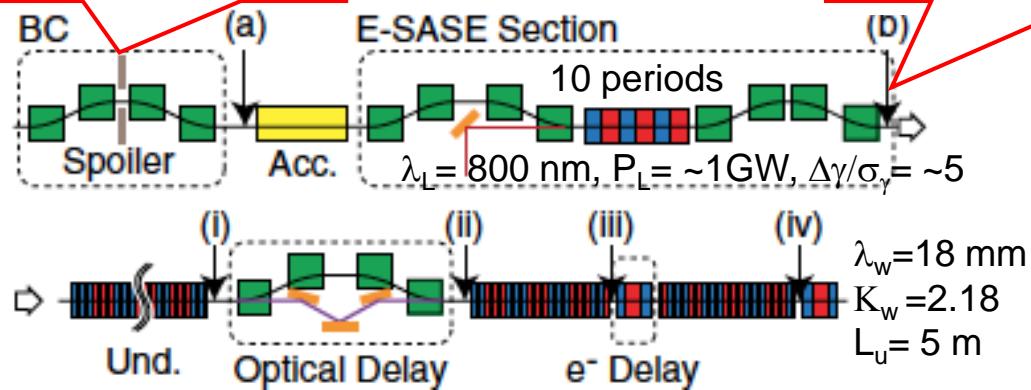 BC (a) E-SASE Section (b)
10 periods
Spoiler Acc. λL= 800 nm, PL= ~1GW, Δγ/σγ= ~5
(i) (ii) (iii) (iv)
λw=18 mm
Kw=2.18
Lu= 5 m
Und. Optical Delay e- Delay